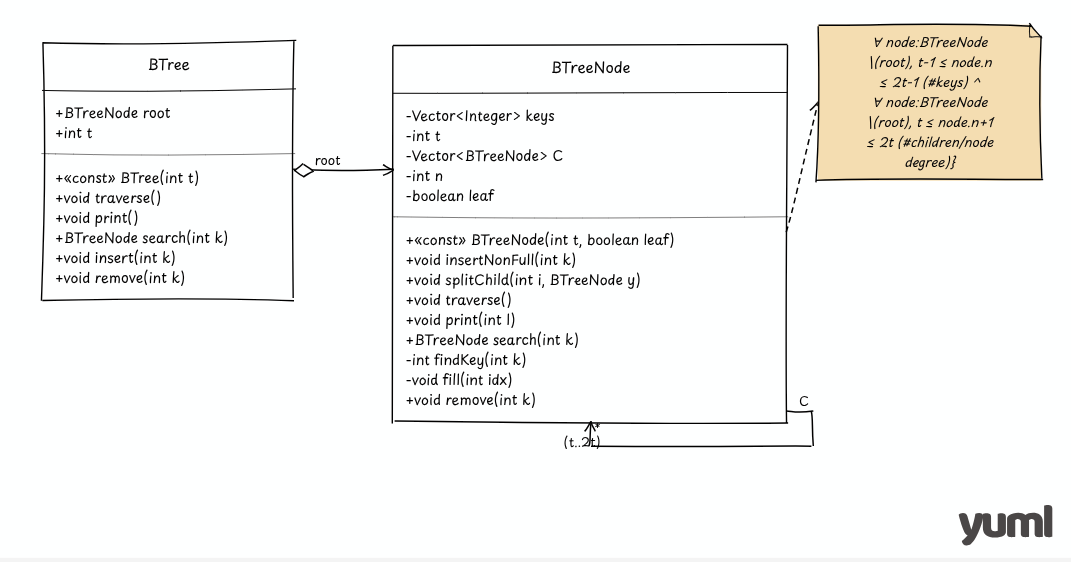 BTree
+BTreeNode root
+int t
+«const» BTree(int t)
+void traverse()
+void print()
+BTreeNode search(int k)
+void insert(int k)
+void remove(int k)
root
BTreeNode
-Vector<Integer> keys
-int t
-Vector<BTreeNode> C
-int n
-boolean leaf
+«const» BTreeNode(int t, boolean leaf)
+void insertNonFull(int k)
+void splitChild(int i, BTreeNode y)
+void traverse()
+void print(int l)
+BTreeNode search(int k)
-int findKey(int k)
-void fill(int idx)
+void remove(int k)
C
*
(t..2t)
∀ node:BTreeNode
\(root), t-1 ≤ node.n
≤ 2t-1 (#keys) ^
∀ node:BTreeNode
\(root), t ≤ node.n+1
≤ 2t (#children/node
degree)}
yuml